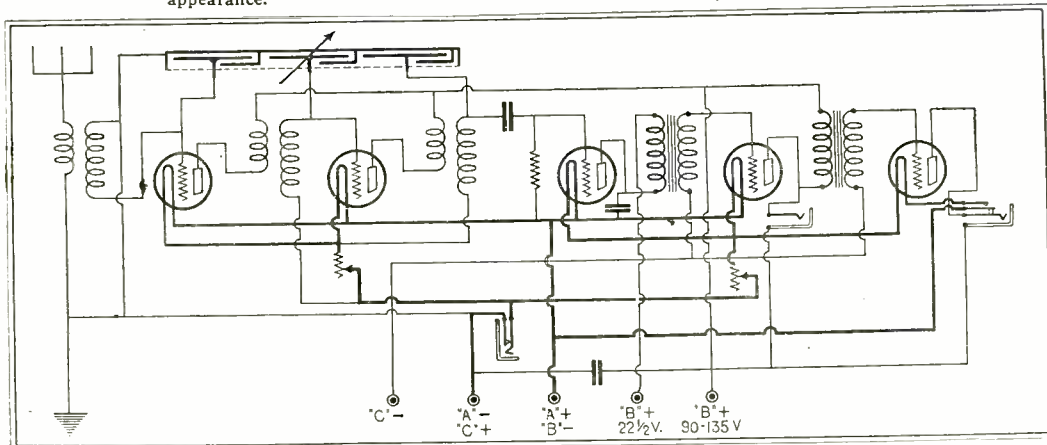 appearance.
"C"− "A"− "A"+ "B"+ "B"+
"C"+ "B"− 22½V. 90-135 V